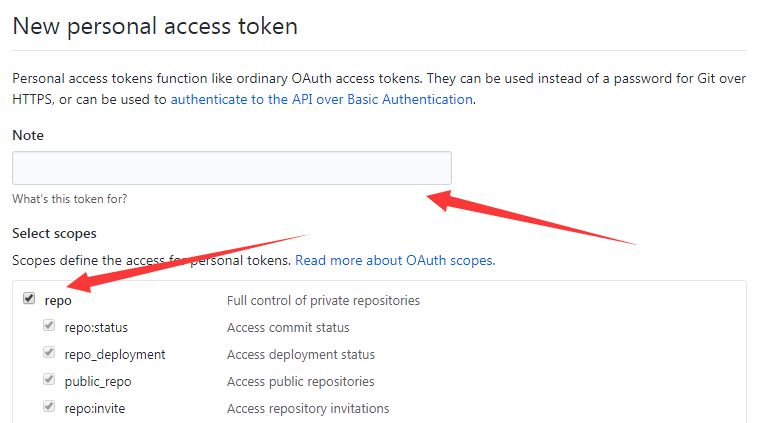 New personal access token
Personal access tokens function like ordinary OAuth access tokens. They can be used instead of a password for Git over
HTTPS, or can be used to authenticate to the API over Basic Authentication.
Note
What's this token for?
Select scopes
Scopes define the access for personal tokens. Read more about OAuth scopes.
repo Full control of private repositories
repo:status Access commit status
repo_deployment Access deployment status
public_repo Access public repositories
repo:invite Access repository invitations